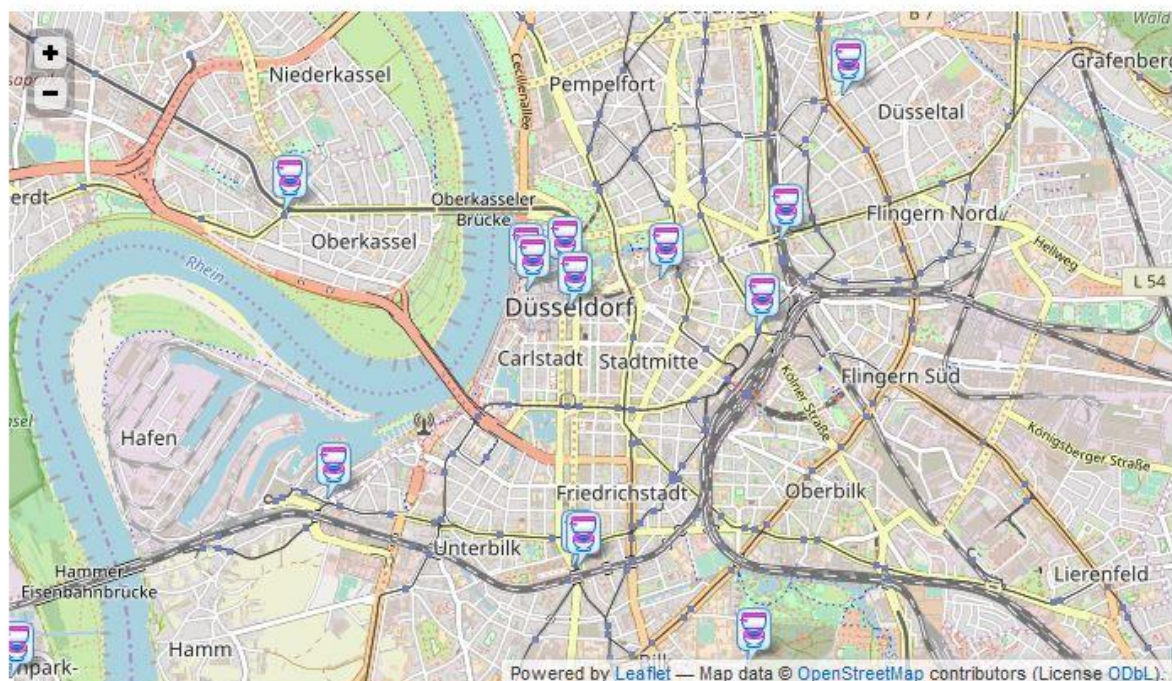 B 7
+
Niederkassel
Cecilienallee
Pempelfort
Grafenberg
−
Düsseltal
erdt
Oberkasseler
Brücke
Oberkassel
Flingern Nord
Rhein
Hellweg
L 54
Düsseldorf
Carlstadt
Stadtmitte
Flingern Süd
Kölner Straße
Hafen
Königsberger Straße
Friedrichstadt
Oberbilk
Unterbilk
Hammer
Eisenbahnbrücke
Lierenfeld
Hamm
npark-
Powered by Leaflet — Map data © OpenStreetMap contributors (License ODbL).